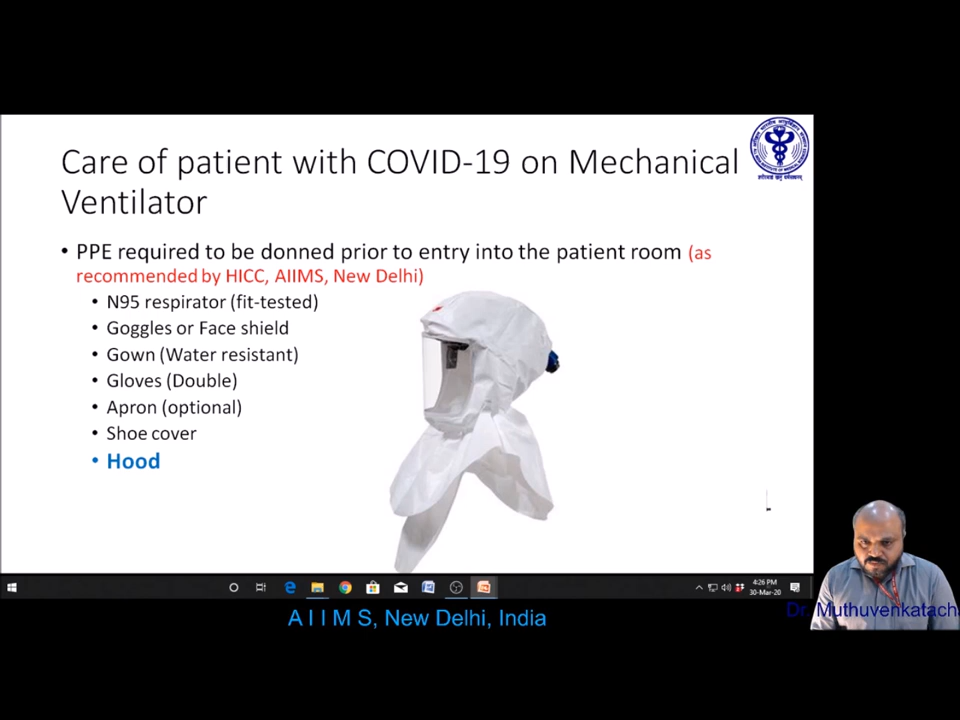 Care of patient with COVID-19 on Mechanical
Ventilator
• PPE required to be donned prior to entry into the patient room (as
recommended by HICC, AIIMS, New Delhi)
• N95 respirator (fit-tested)
• Goggles or Face shield
• Gown (Water resistant)
• Gloves (Double)
• Apron (optional)
• Shoe cover
• Hood
4:26 PM
30-Mar-20
Dr. Muthuvenkatach
A I I M S, New Delhi, India